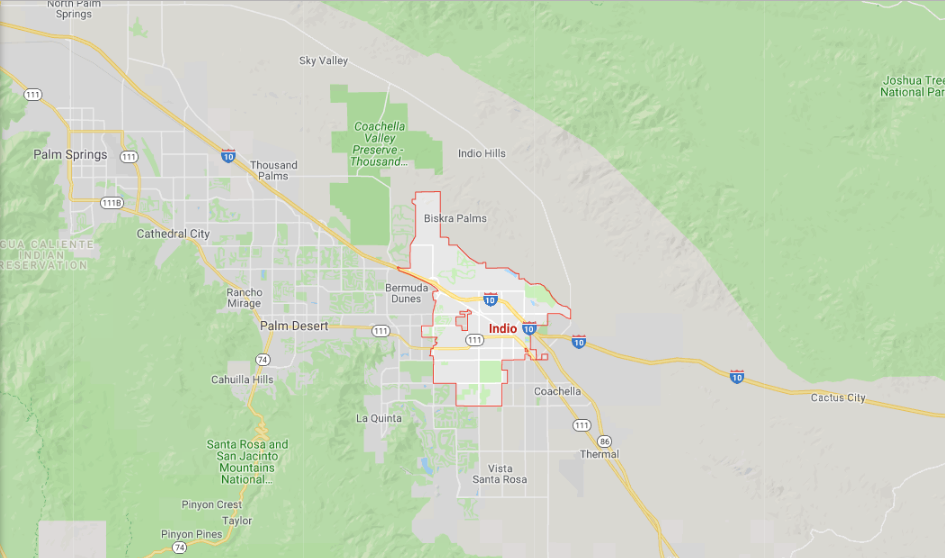 North Palm
Springs
Sky Valley
Joshua Tree
National Par
111
Coachella
Valley
Preserve -
Thousand...
Palm Springs
111
10
Thousand
Palms
Indio Hills
111B
Biskra Palms
Cathedral City
GUA CALIENTE
INDIAN
RESERVATION
Rancho
Mirage
Bermuda
Dunes
10
Palm Desert
111
Indio
10
111
10
74
Cahuilla Hills
10
Coachella
Cactus City
La Quinta
111
86
Thermal
Santa Rosa and
San Jacinto
Mountains
National...
Vista
Santa Rosa
Pinyon Crest
Taylor
Pinyon Pines
74